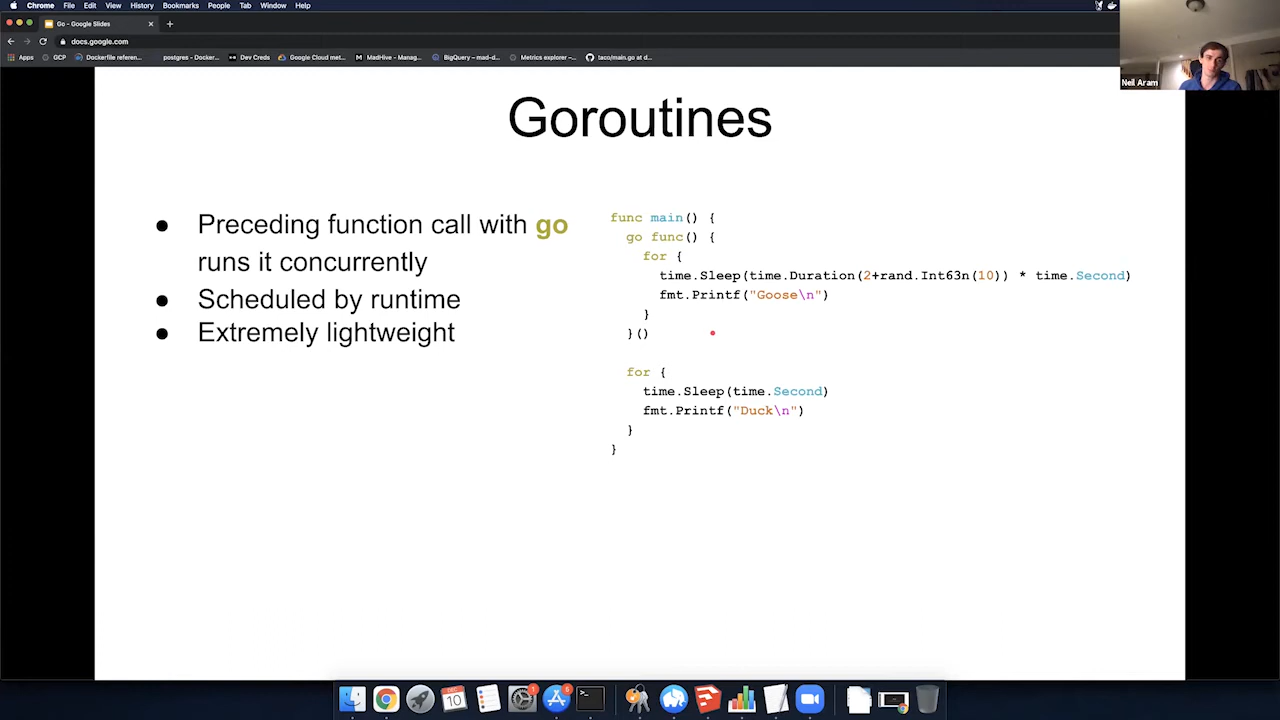 Chrome File Edit View History Bookmarks People Tab Window Help
Go - Google Slides
docs.google.com
Apps GCP Dockerfile referen... postgres - Docker... Dev Creds Google Cloud met... MadHive - Manag... BigQuery – mad-d... Metrics explorer –... taco/main.go at d...
Neil Aram
Goroutines
● Preceding function call with go
runs it concurrently
● Scheduled by runtime
● Extremely lightweight
func main() {
go func() {
for {
time.Sleep(time.Duration(2+rand.Int63n(10)) * time.Second)
fmt.Printf("Goose\n")
}
}()
for {
time.Sleep(time.Second)
fmt.Printf("Duck\n")
}
}
DEC
10